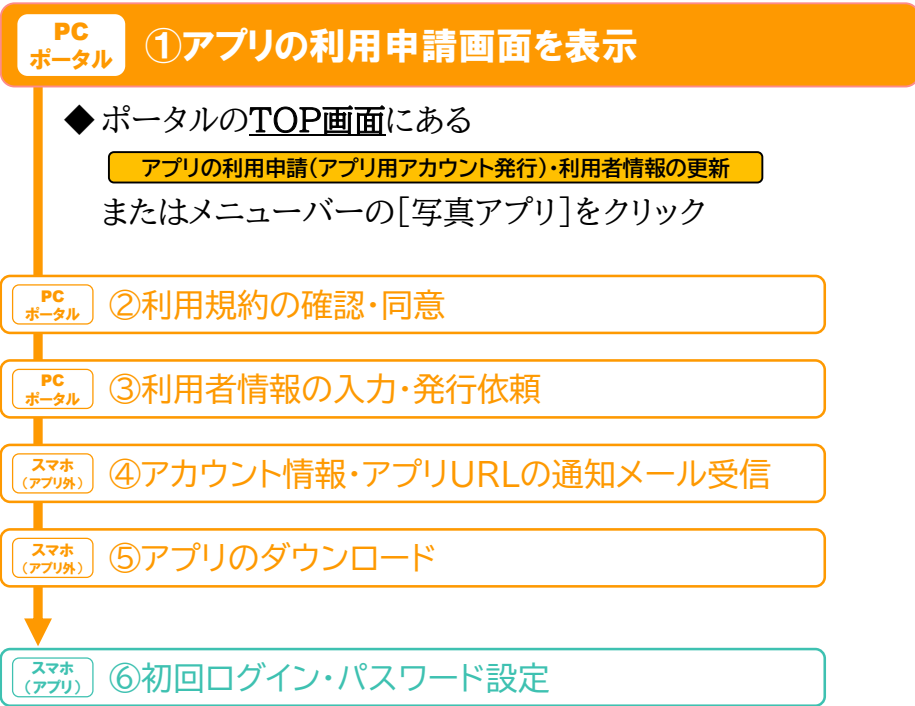 PC
ポータル
①アプリの利用申請画面を表示
◆ ポータルのTOP画面にある
アプリの利用申請(アプリ用アカウント発行)・利用者情報の更新
またはメニューバーの[写真アプリ]をクリック
PC
ポータル
②利用規約の確認・同意
PC
ポータル
③利用者情報の入力・発行依頼
スマホ
(アプリ外)
④アカウント情報・アプリURLの通知メール受信
スマホ
(アプリ外)
⑤アプリのダウンロード
スマホ
(アプリ)
⑥初回ログイン・パスワード設定